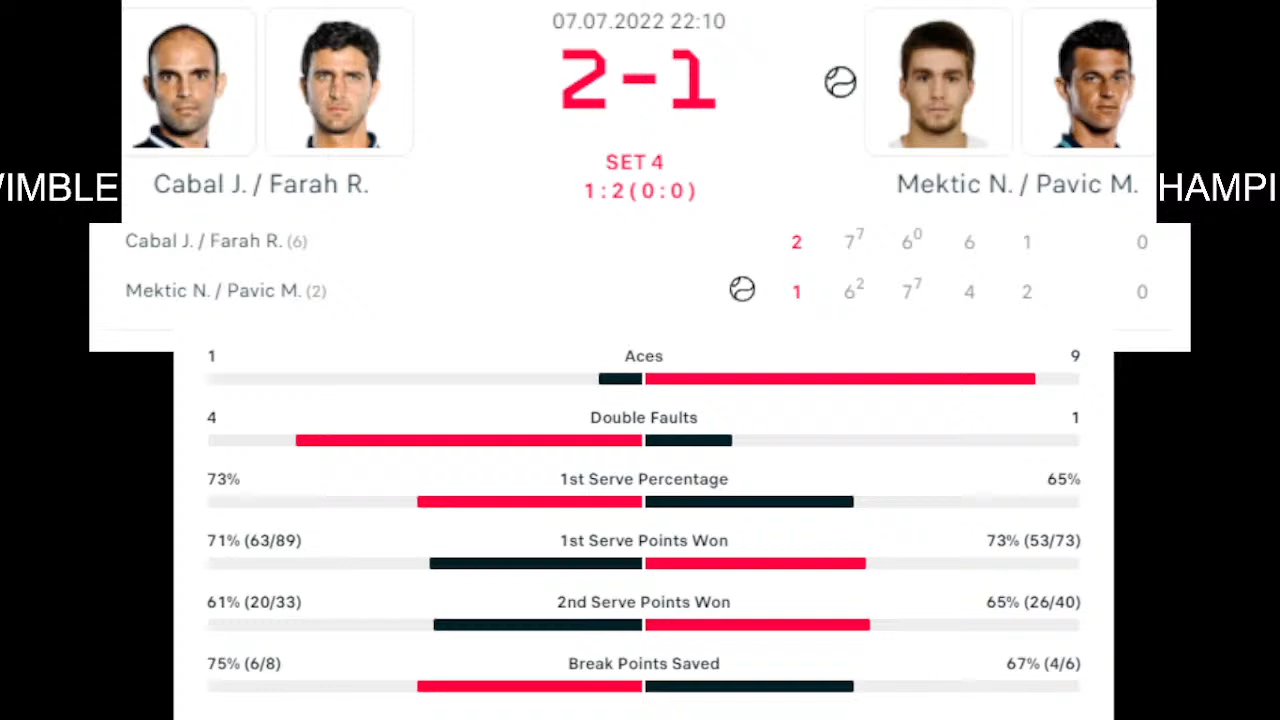 07.07.2022 22:10
2-1
SET 4
1 : 2 ( 0 : 0 )
IMBLE
Cabal J. / Farah R.
Mektic N. / Pavic M.
HAMPI
Cabal J. / Farah R. (6) 2 7⁷ 6⁰ 6 1 0
Mektic N. / Pavic M. (2) 1 6² 7⁷ 4 2 0
1 Aces 9
4 Double Faults 1
73% 1st Serve Percentage 65%
71% (63/89) 1st Serve Points Won 73% (53/73)
61% (20/33) 2nd Serve Points Won 65% (26/40)
75% (6/8) Break Points Saved 67% (4/6)